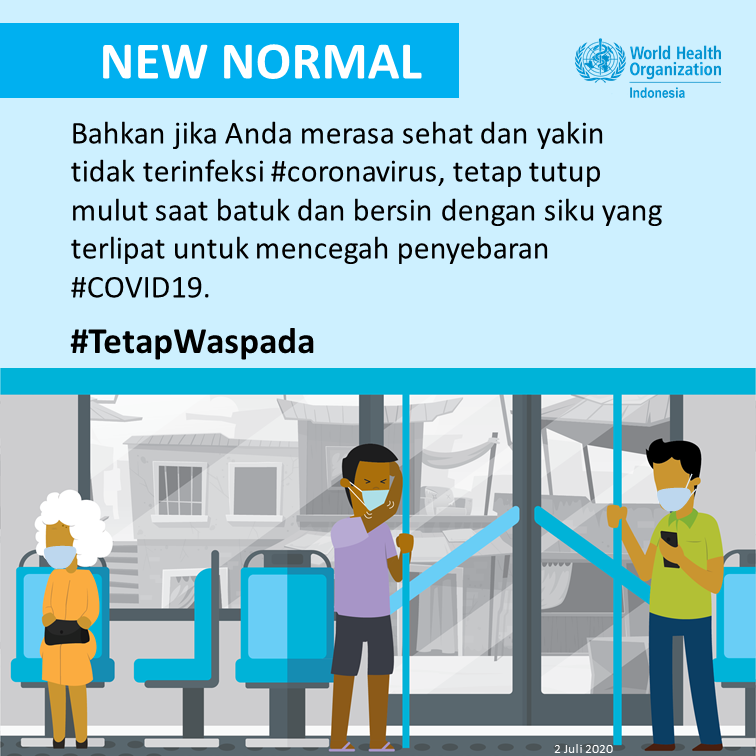 NEW NORMAL
World Health
Organization
Indonesia
Bahkan jika Anda merasa sehat dan yakin
tidak terinfeksi #coronavirus, tetap tutup
mulut saat batuk dan bersin dengan siku yang
terlipat untuk mencegah penyebaran
#COVID19.
#TetapWaspada
2 Juli 2020